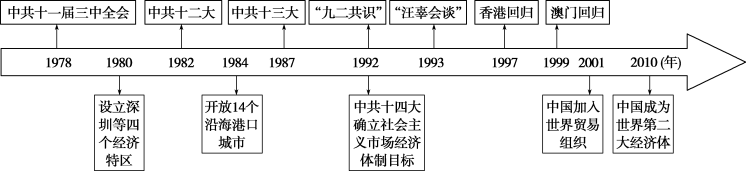 中共十一届三中全会 中共十二大 中共十三大 “九二共识” “汪辜会谈” 香港回归 澳门回归
1978 1980 1982 1984 1987 1992 1993 1997 1999 2001 2010 (年)
设立深
圳等四
个经济
特区
开放14个
沿海港口
城市
中共十四大
确立社会主
义市场经济
体制目标
中国加入
世界贸易
组织
中国成为
世界第二
大经济体